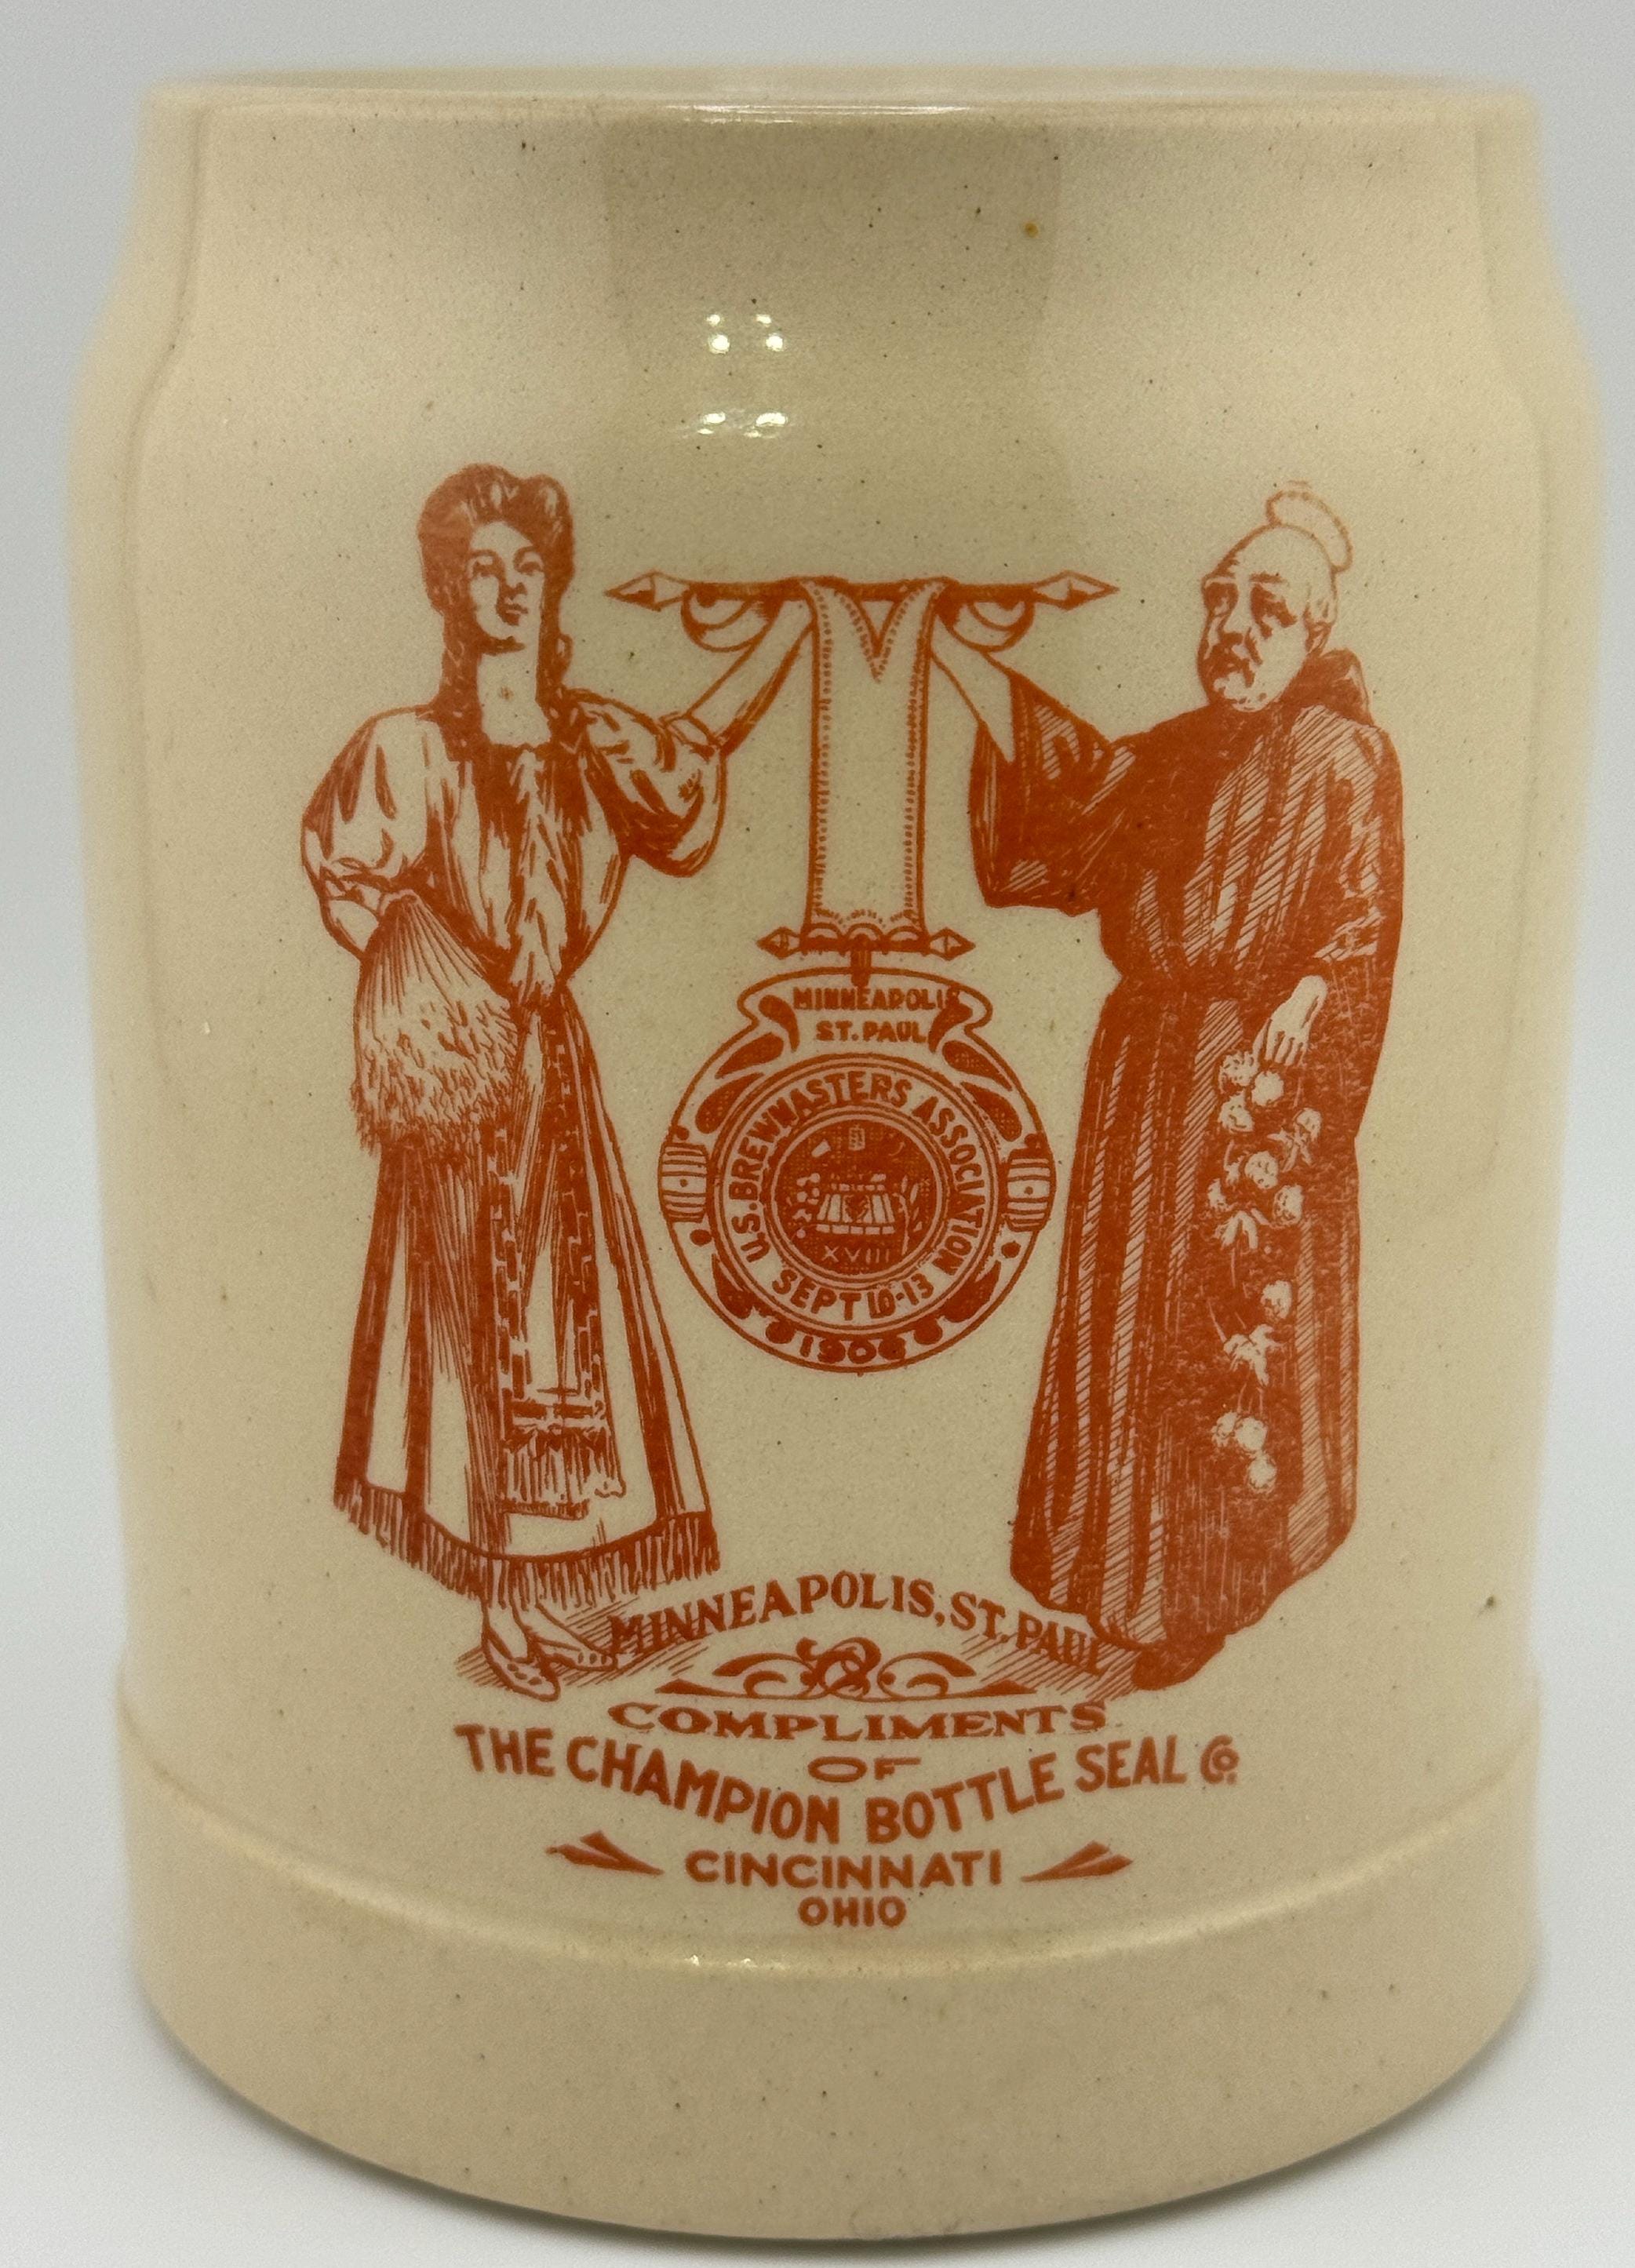 MINNEAPOLIS
ST. PAUL
U.S. BREWMASTERS ASSOCIATION
XVIII
SEPT 10-13
1906
MINNEAPOLIS, ST. PAUL
COMPLIMENTS
OF
THE CHAMPION BOTTLE SEAL Co.
CINCINNATI
OHIO